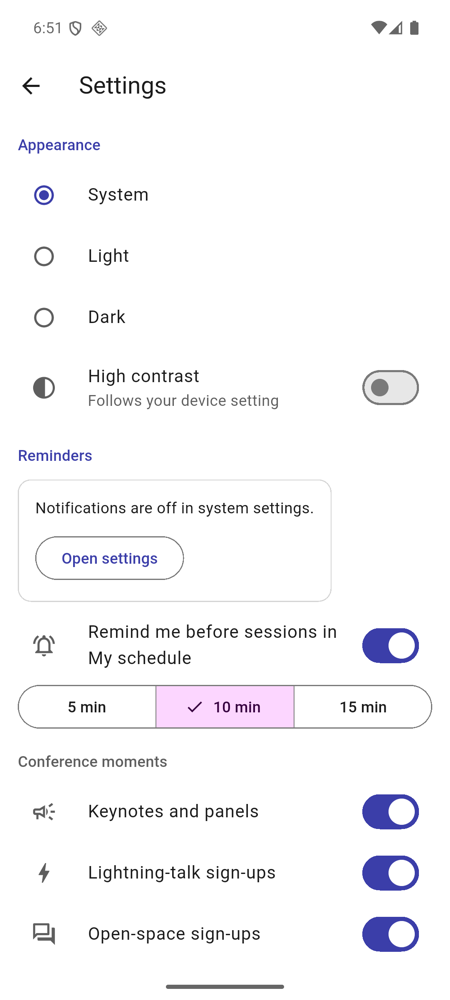 6:51
Settings
Appearance
System
Light
Dark
High contrast
Follows your device setting
Reminders
Notifications are off in system settings.
Open settings
Remind me before sessions in
My schedule
5 min
10 min
15 min
Conference moments
Keynotes and panels
Lightning-talk sign-ups
Open-space sign-ups